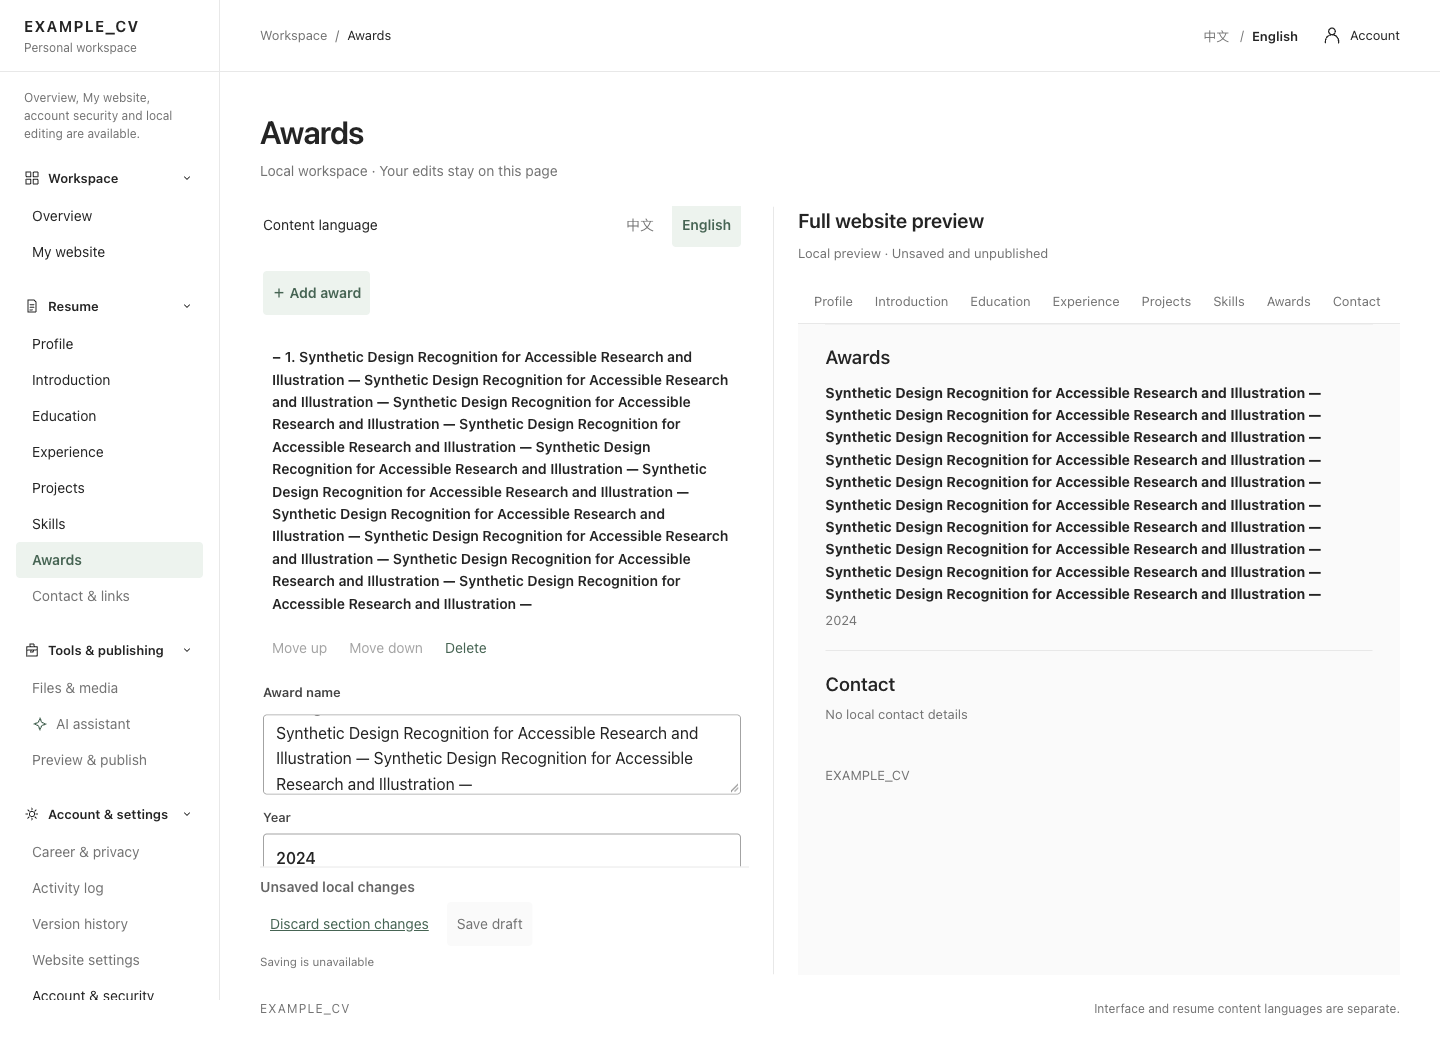 EXAMPLE_CV
Personal workspace
Workspace / Awards
中文 / English
Account
Overview, My website,
account security and local
editing are available.
Workspace
Overview
My website
Resume
Profile
Introduction
Education
Experience
Projects
Skills
Awards
Contact & links
Tools & publishing
Files & media
AI assistant
Preview & publish
Account & settings
Career & privacy
Activity log
Version history
Website settings
Account & security
Awards
Local workspace · Your edits stay on this page
Content language
中文
English
+ Add award
– 1. Synthetic Design Recognition for Accessible Research and
Illustration — Synthetic Design Recognition for Accessible Research
and Illustration — Synthetic Design Recognition for Accessible
Research and Illustration — Synthetic Design Recognition for
Accessible Research and Illustration — Synthetic Design
Recognition for Accessible Research and Illustration — Synthetic
Design Recognition for Accessible Research and Illustration —
Synthetic Design Recognition for Accessible Research and
Illustration — Synthetic Design Recognition for Accessible Research
and Illustration — Synthetic Design Recognition for Accessible
Research and Illustration — Synthetic Design Recognition for
Accessible Research and Illustration —
Move up
Move down
Delete
Award name
Synthetic Design Recognition for Accessible Research and
Illustration — Synthetic Design Recognition for Accessible
Research and Illustration —
Year
2024
Unsaved local changes
Discard section changes
Save draft
Saving is unavailable
Full website preview
Local preview · Unsaved and unpublished
Profile Introduction Education Experience Projects Skills Awards Contact
Awards
Synthetic Design Recognition for Accessible Research and Illustration —
Synthetic Design Recognition for Accessible Research and Illustration —
Synthetic Design Recognition for Accessible Research and Illustration —
Synthetic Design Recognition for Accessible Research and Illustration —
Synthetic Design Recognition for Accessible Research and Illustration —
Synthetic Design Recognition for Accessible Research and Illustration —
Synthetic Design Recognition for Accessible Research and Illustration —
Synthetic Design Recognition for Accessible Research and Illustration —
Synthetic Design Recognition for Accessible Research and Illustration —
Synthetic Design Recognition for Accessible Research and Illustration —
2024
Contact
No local contact details
EXAMPLE_CV
EXAMPLE_CV
Interface and resume content languages are separate.